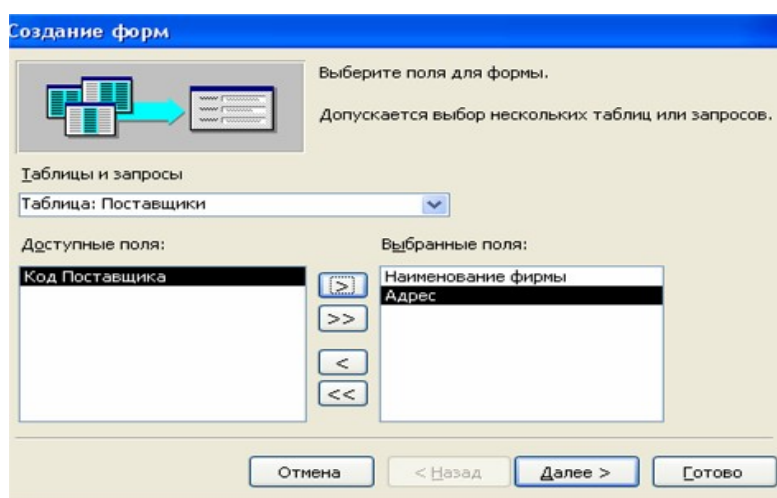 Создание форм
Выберите поля для формы.
Допускается выбор нескольких таблиц или запросов.
Таблицы и запросы
Таблица: Поставщики
Доступные поля:
Выбранные поля:
Код Поставщика
>
>>
<
<<
Наименование фирмы
Адрес
Отмена
< Назад
Далее >
Готово